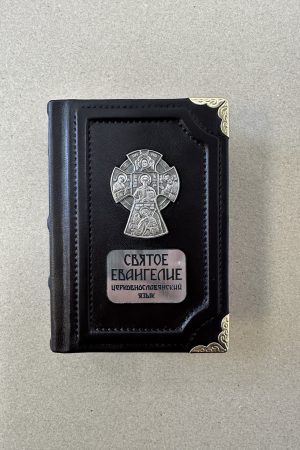 СВЯТОЕ
ЕВАНГЕЛИЕ
ЦЕРКОВНОСЛАВЯНСКИЙ
ЯЗЫК